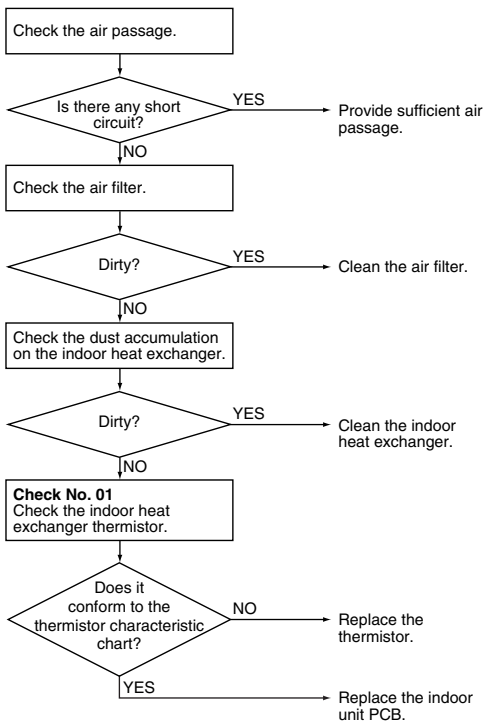 Check the air passage.
Is there any short
circuit?
YES
Provide sufficient air
passage.
NO
Check the air filter.
Dirty?
YES
Clean the air filter.
NO
Check the dust accumulation
on the indoor heat exchanger.
Dirty?
YES
Clean the indoor
heat exchanger.
NO
Check No. 01
Check the indoor heat
exchanger thermistor.
Does it
conform to the
thermistor characteristic
chart?
NO
Replace the
thermistor.
YES
Replace the indoor
unit PCB.